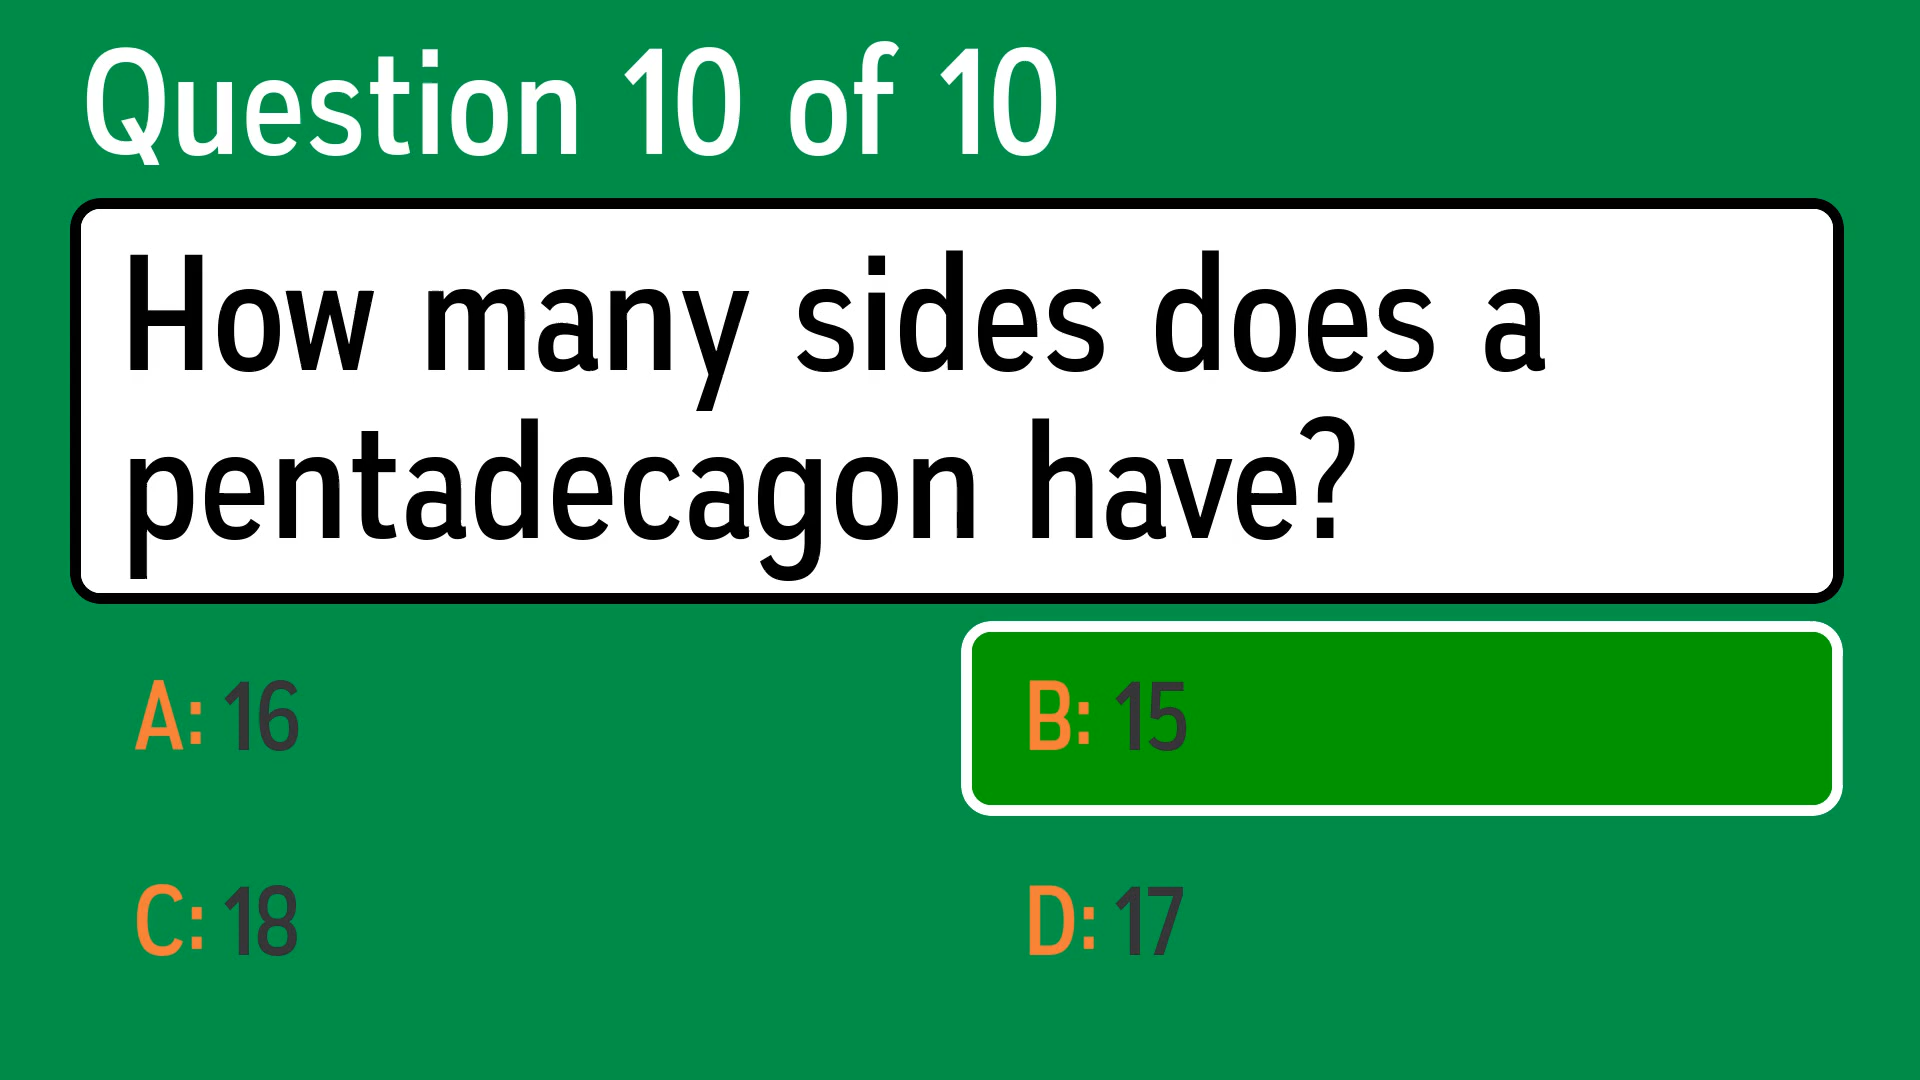 Question 10 of 10
How many sides does a
pentadecagon have?
A: 16
B: 15
C: 18
D: 17